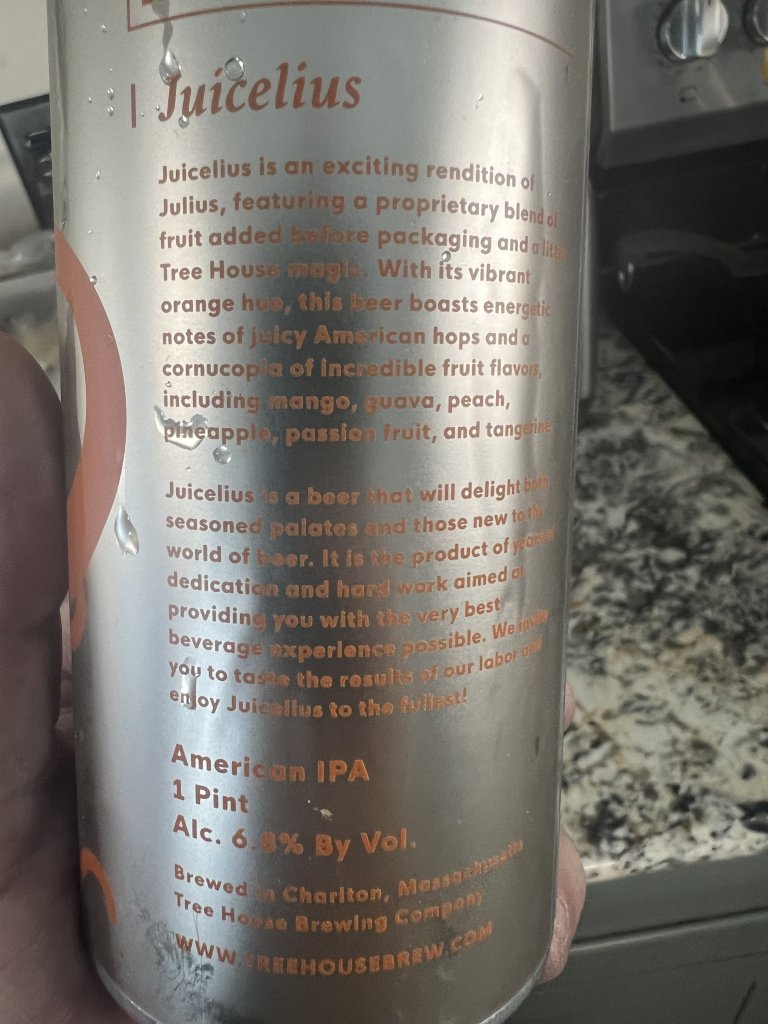 Juicelius
Juicelius is an exciting rendition of
Julius, featuring a proprietary blend of
fruit added before packaging and a little
Tree House magic. With its vibrant
orange hue, this beer boasts energetic
notes of juicy American hops and a
cornucopia of incredible fruit flavors,
including mango, guava, peach,
pineapple, passion fruit, and tangerine.
Juicelius is a beer that will delight both
seasoned palates and those new to the
world of beer. It is the product of years of
dedication and hard work aimed at
providing you with the very best
beverage experience possible. We invite
you to taste the results of our labor and
enjoy Juicelius to the fullest!
American IPA
1 Pint
Alc. 6.8% By Vol.
Brewed in Charlton, Massachusetts
Tree House Brewing Company
WWW.TREEHOUSEBREW.COM